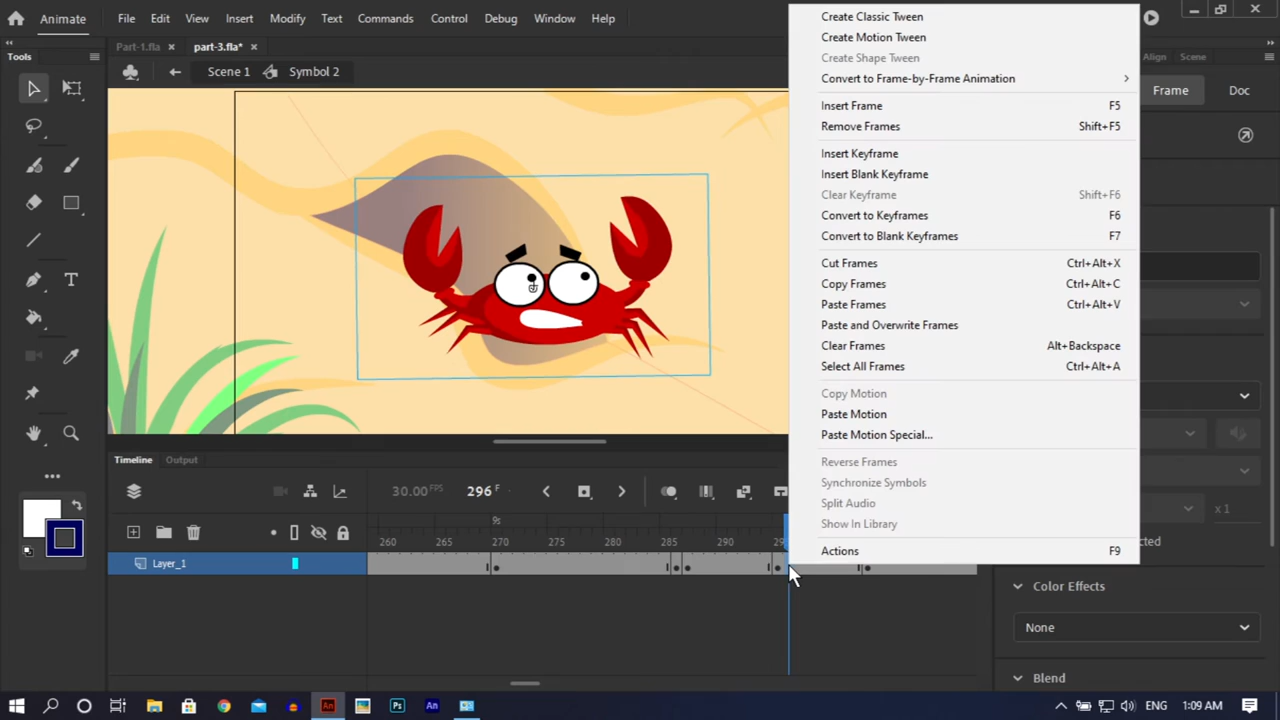 Animate File Edit View Insert Modify Text Commands Control Debug Window Help
Tools Part-1.fla part-3.fla* Align Scene
Scene 1 Symbol 2 Frame Doc
Create Classic Tween
Create Motion Tween
Create Shape Tween
Convert to Frame-by-Frame Animation
Insert Frame F5
Remove Frames Shift+F5
Insert Keyframe
Insert Blank Keyframe
Clear Keyframe Shift+F6
Convert to Keyframes F6
Convert to Blank Keyframes F7
Cut Frames Ctrl+Alt+X
Copy Frames Ctrl+Alt+C
Paste Frames Ctrl+Alt+V
Paste and Overwrite Frames
Clear Frames Alt+Backspace
Select All Frames Ctrl+Alt+A
Copy Motion
Paste Motion
Paste Motion Special...
Reverse Frames
Synchronize Symbols
Split Audio
Show In Library
Actions F9
x 1
Timeline Output
30.00 FPS 296 F
9s
260 265 270 275 280 285 290
Layer_1
Color Effects
None
Blend
An Ps An ENG 1:09 AM